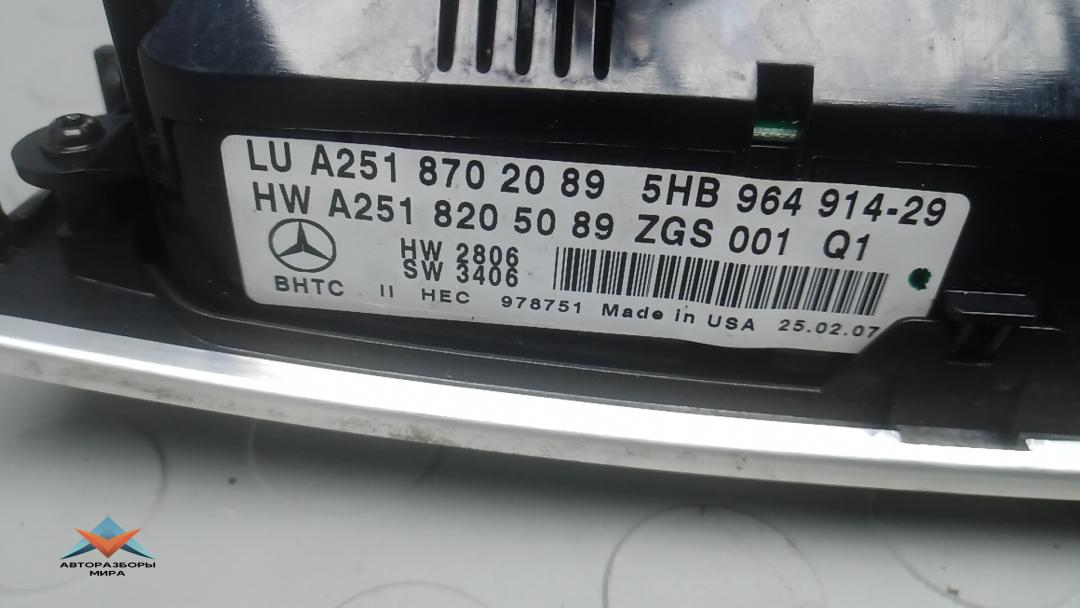 LU A251 870 20 89 5HB 964 914-29
HW A251 820 50 89 ZGS 001 Q1
HW 2806
SW 3406
BHTC II HEC 978751 Made in USA 25.02.07
АВТОРАЗБОРЫ
МИРА